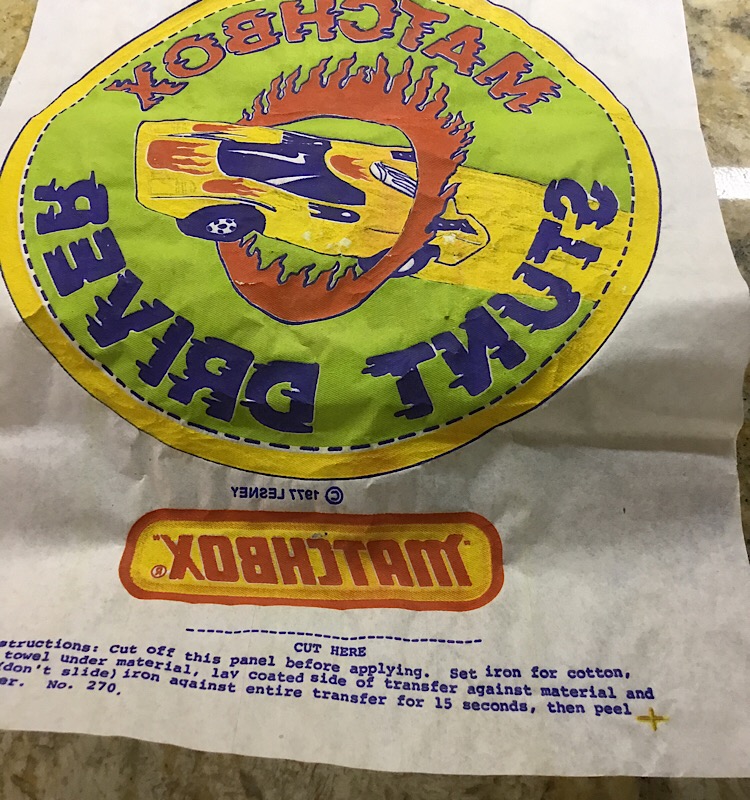 MATCHBOX
STUNT DRIVER
© 1977 LESNEY
"MATCHBOX"®
CUT HERE
structions: Cut off this panel before applying. Set iron for cotton,
towel under material, lay coated side of transfer against material and
(don't slide) iron against entire transfer for 15 seconds, then peel
er. No. 270.